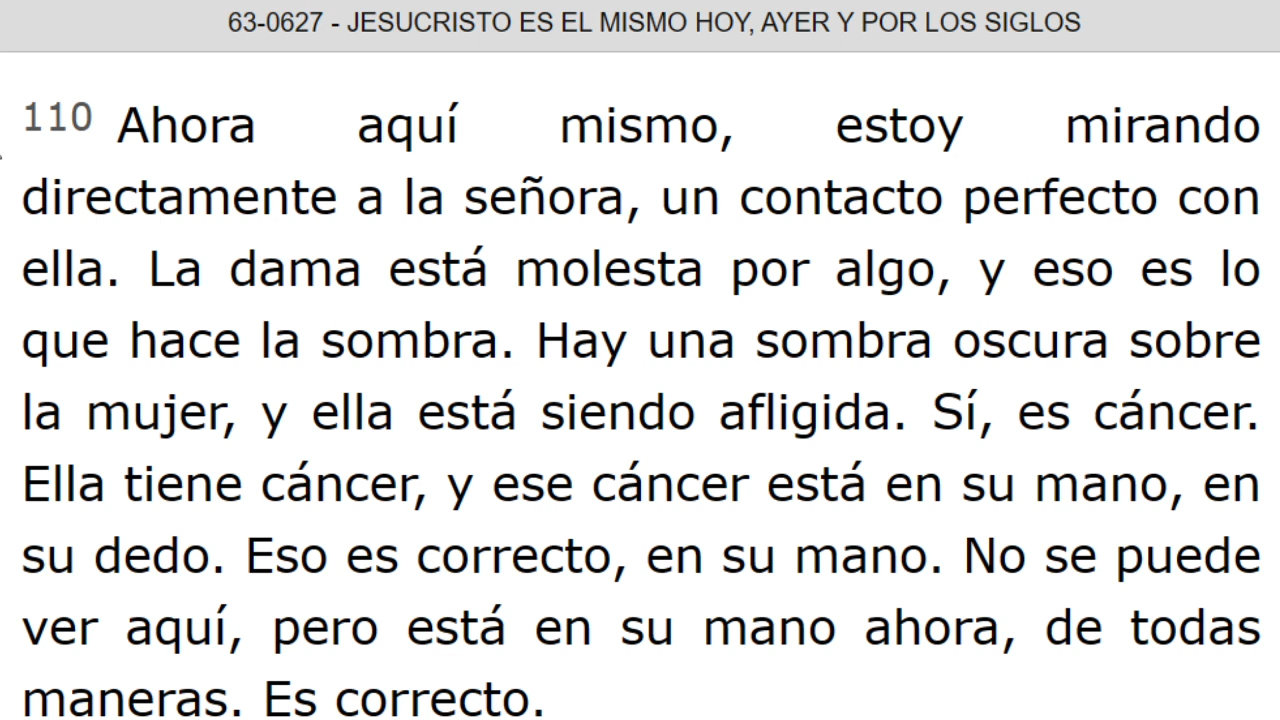 63-0627 - JESUCRISTO ES EL MISMO HOY, AYER Y POR LOS SIGLOS
110 Ahora aquí mismo, estoy mirando
directamente a la señora, un contacto perfecto con
ella. La dama está molesta por algo, y eso es lo
que hace la sombra. Hay una sombra oscura sobre
la mujer, y ella está siendo afligida. Sí, es cáncer.
Ella tiene cáncer, y ese cáncer está en su mano, en
su dedo. Eso es correcto, en su mano. No se puede
ver aquí, pero está en su mano ahora, de todas
maneras. Es correcto.